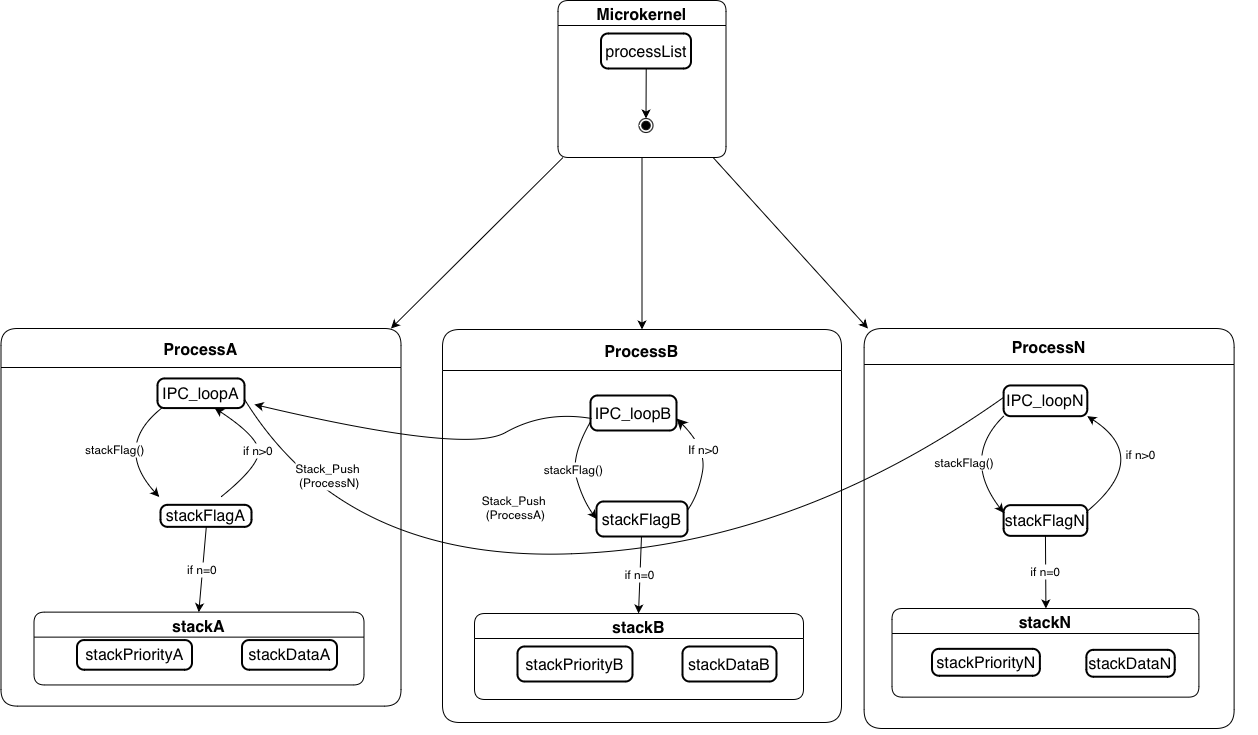 Microkernel
processList
ProcessA
IPC_loopA
stackFlag()
if n>0
Stack_Push
(ProcessN)
stackFlagA
if n=0
stackA
stackPriorityA
stackDataA
ProcessB
IPC_loopB
If n>0
stackFlag()
Stack_Push
(ProcessA)
stackFlagB
if n=0
stackB
stackPriorityB
stackDataB
ProcessN
IPC_loopN
if n>0
stackFlag()
stackFlagN
if n=0
stackN
stackPriorityN
stackDataN